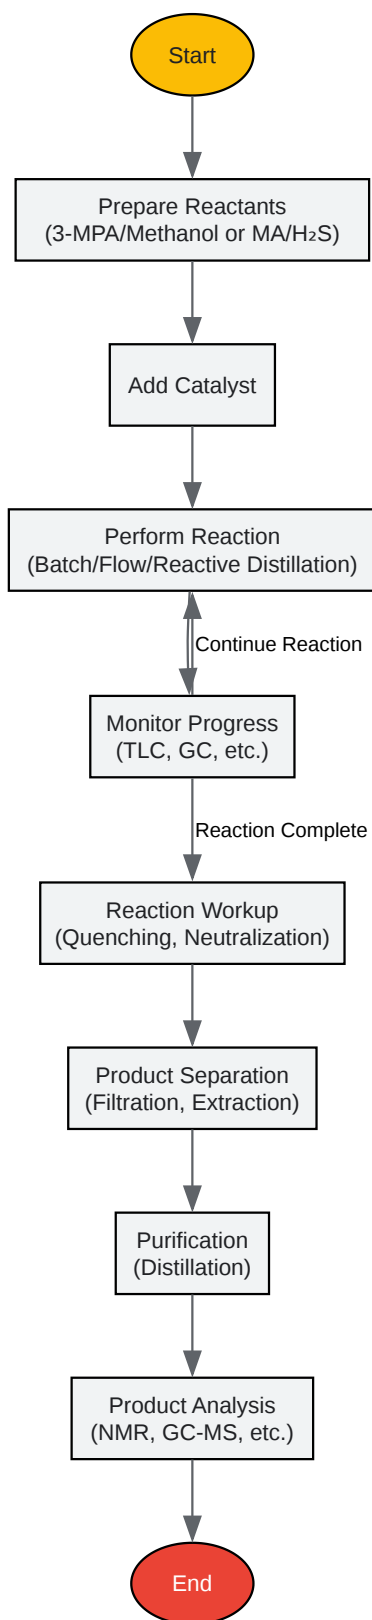 Start
Prepare Reactants
(3-MPA/Methanol or MA/H₂S)
Add Catalyst
Perform Reaction
(Batch/Flow/Reactive Distillation)
Continue Reaction
Monitor Progress
(TLC, GC, etc.)
Reaction Complete
Reaction Workup
(Quenching, Neutralization)
Product Separation
(Filtration, Extraction)
Purification
(Distillation)
Product Analysis
(NMR, GC-MS, etc.)
End